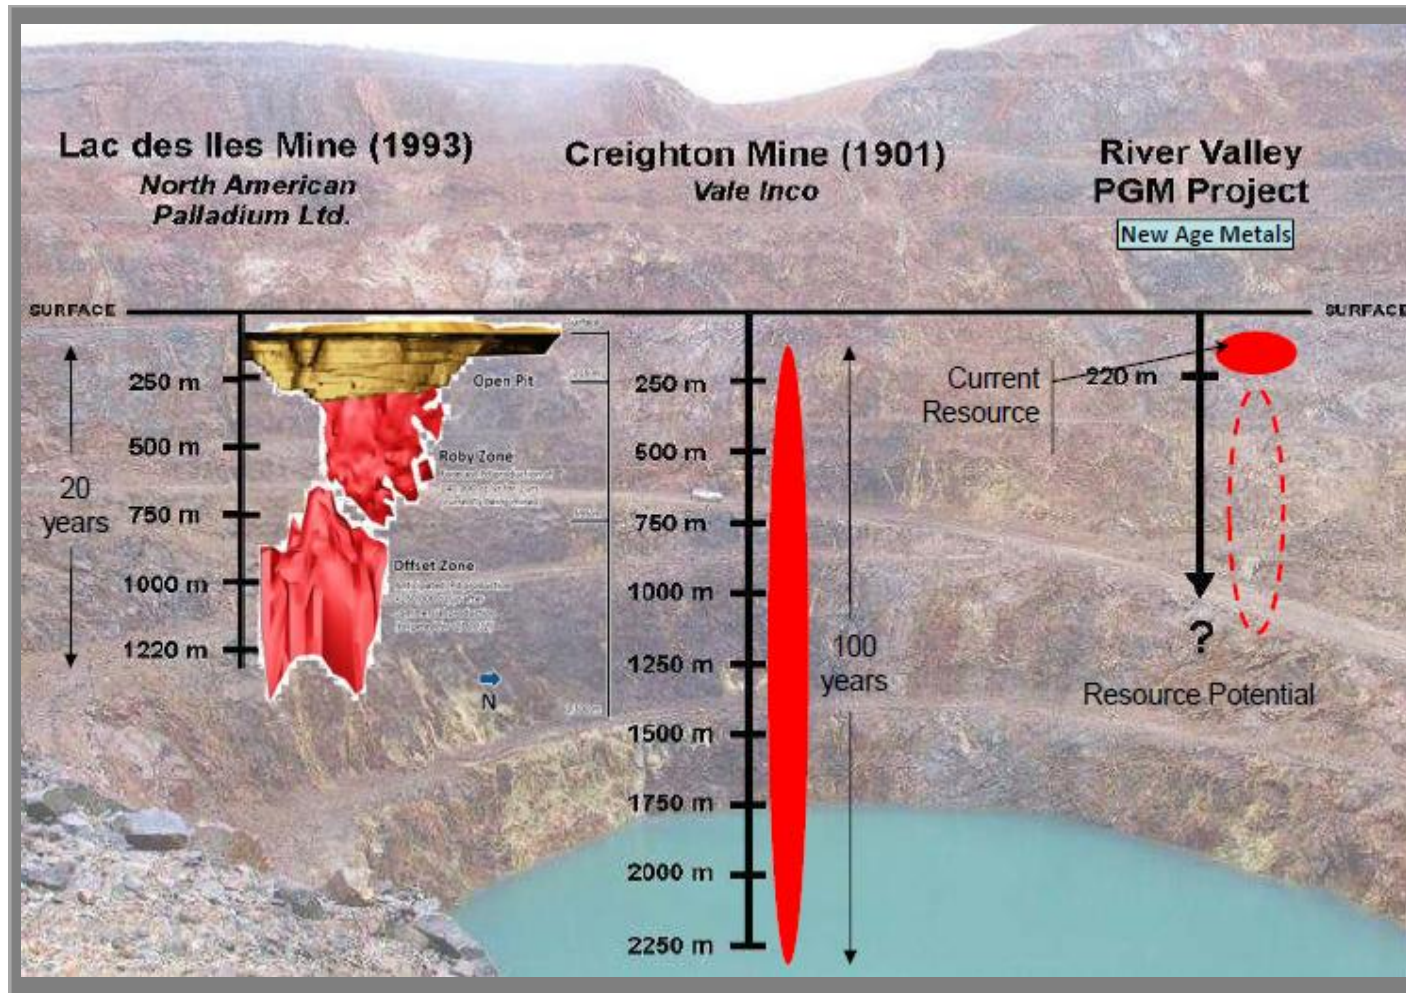 Lac des Iles Mine (1993)
North American
Palladium Ltd.
Creighton Mine (1901)
Vale Inco
River Valley
PGM Project
New Age Metals
SURFACE
SURFACE
250 m
500 m
750 m
1000 m
1220 m
20
years
Open Pit
Roby Zone
Offset Zone
N
250 m
500 m
750 m
1000 m
1250 m
1500 m
1750 m
2000 m
2250 m
100
years
Current
Resource
220 m
?
Resource Potential